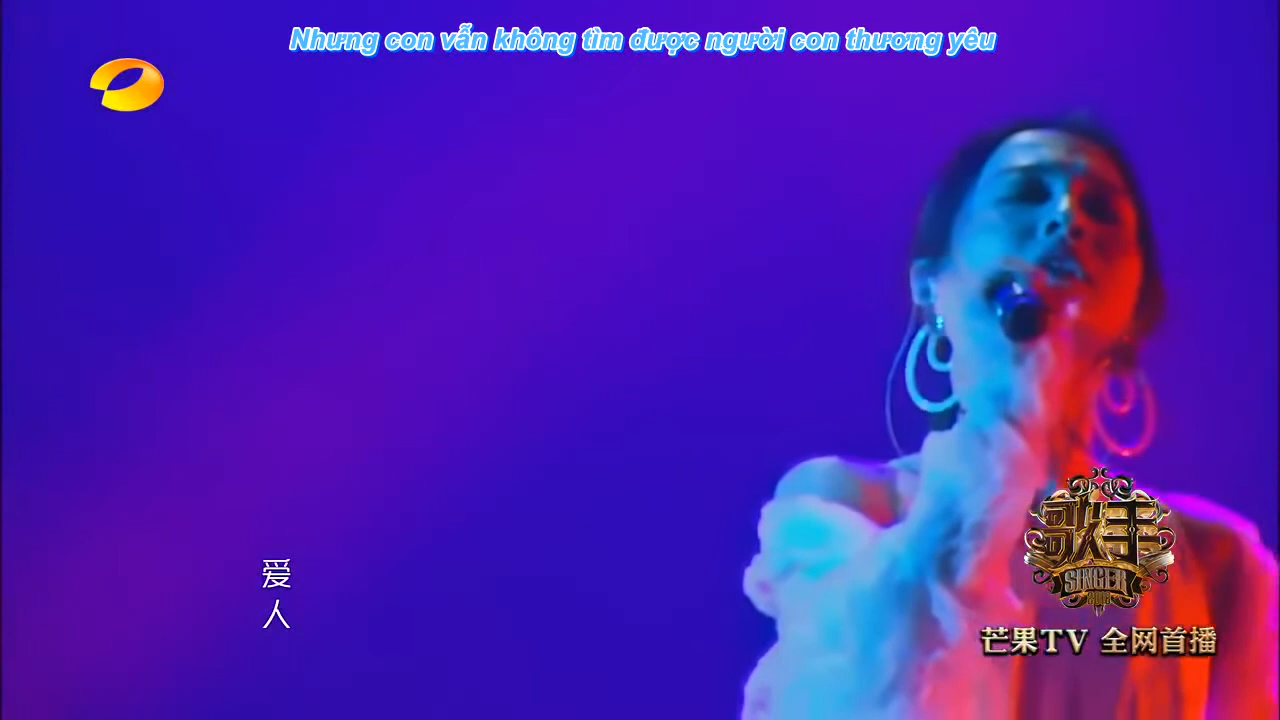 Nhưng con vẫn không tìm được người con thương yêu
爱
人
歌手
SINGER
芒果TV 全网首播